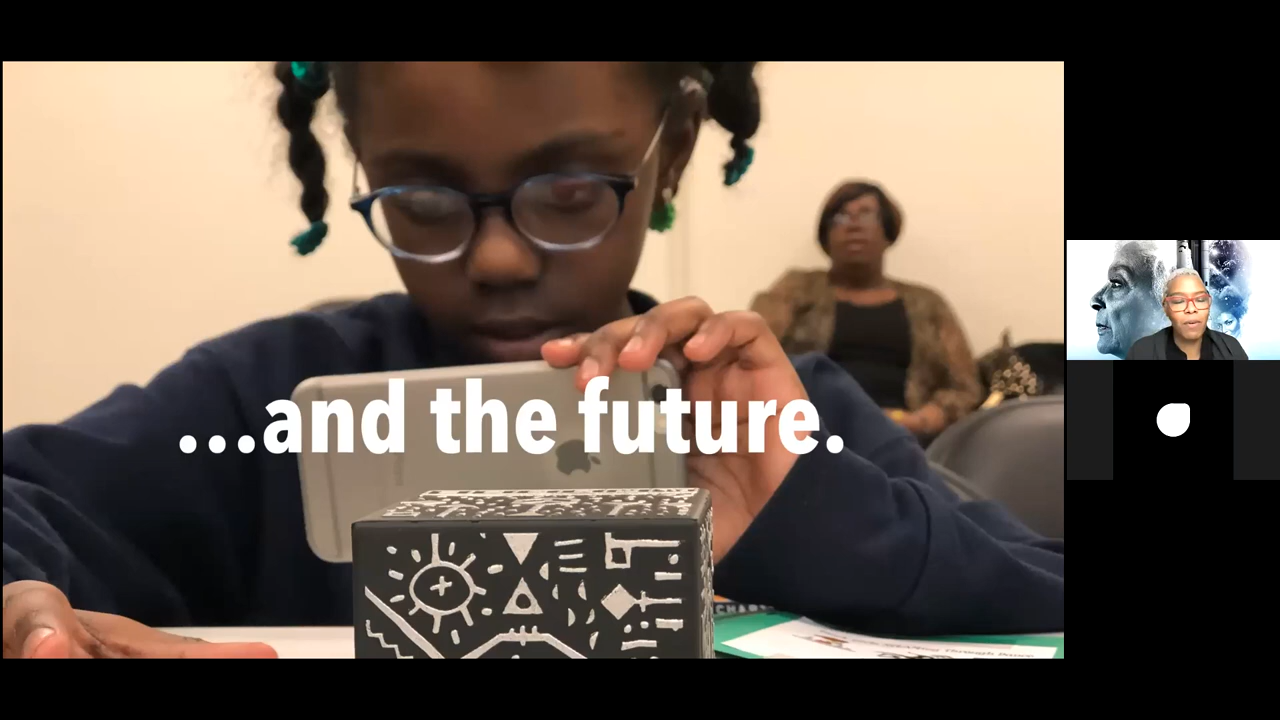 ...and the future.